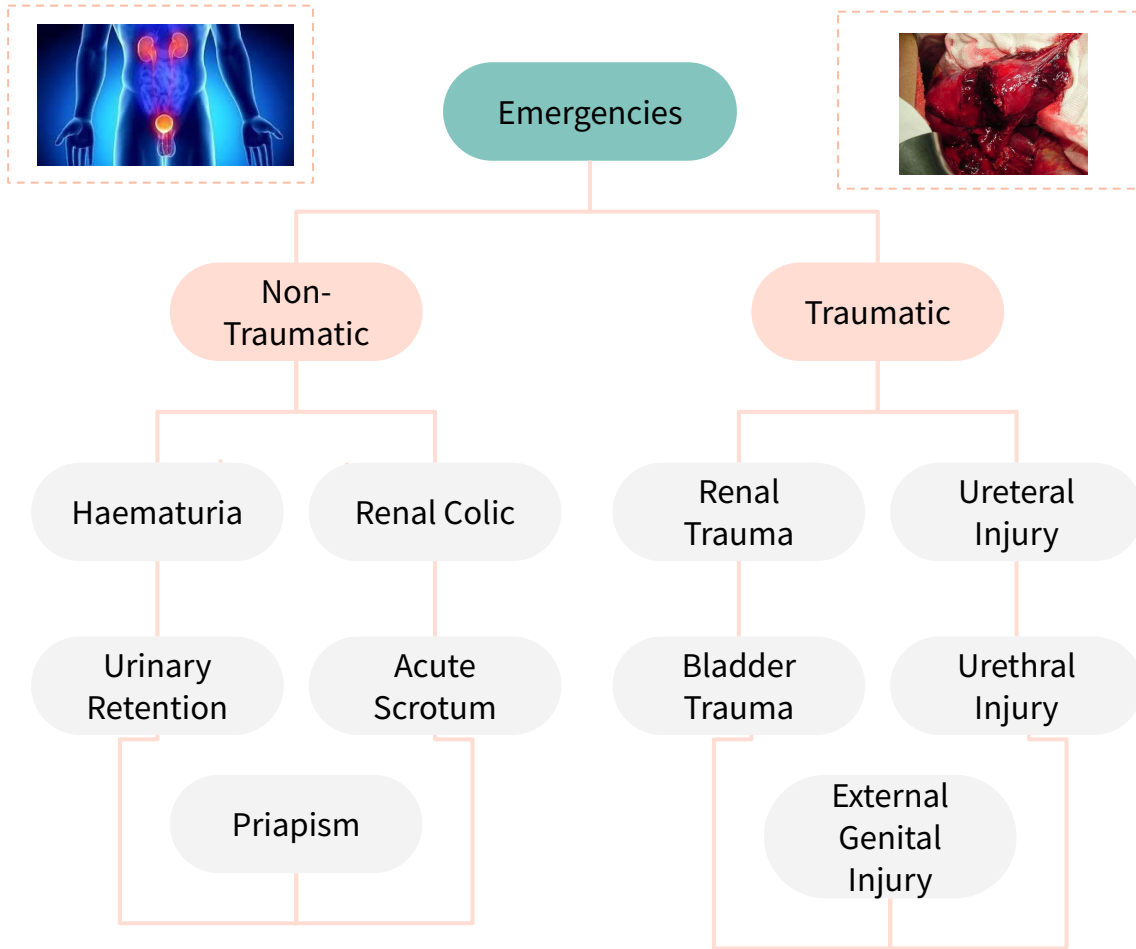 Emergencies
Non-
Traumatic
Traumatic
Haematuria
Renal Colic
Renal
Trauma
Ureteral
Injury
Urinary
Retention
Acute
Scrotum
Bladder
Trauma
Urethral
Injury
Priapism
External
Genital
Injury